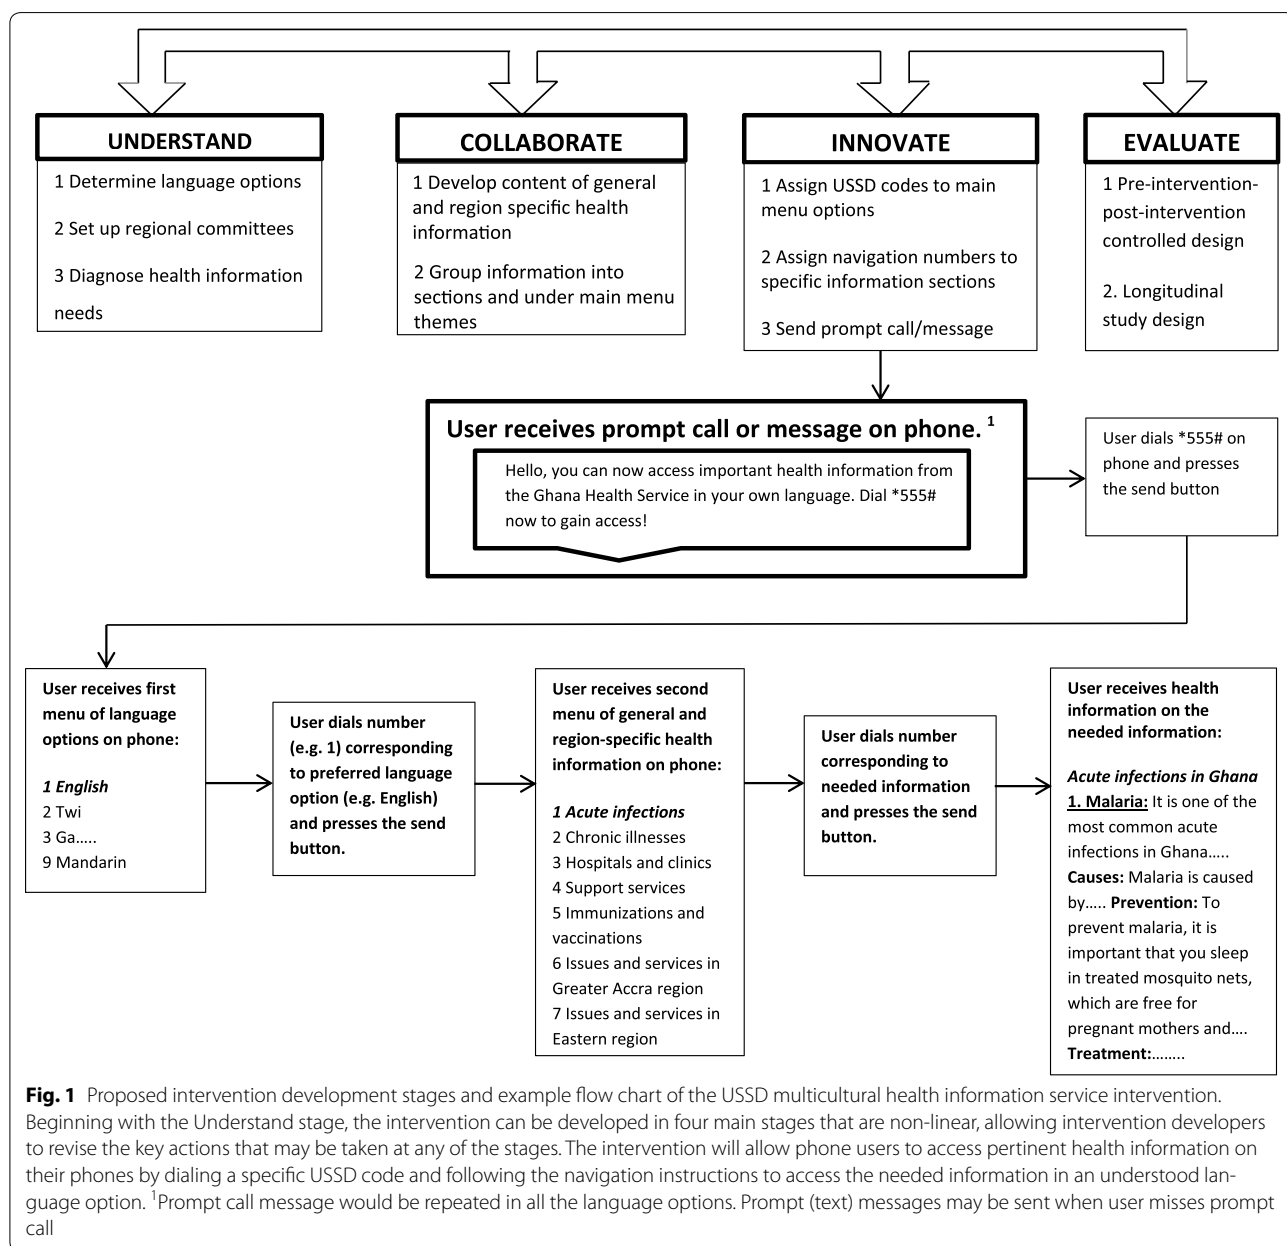 UNDERSTAND
1 Determine language options
2 Set up regional committees
3 Diagnose health information
needs
COLLABORATE
1 Develop content of general
and region specific health
information
2 Group information into
sections and under main menu
themes
INNOVATE
1 Assign USSD codes to main
menu options
2 Assign navigation numbers to
specific information sections
3 Send prompt call/message
EVALUATE
1 Pre-intervention-
post-intervention
controlled design
2. Longitudinal
study design
User receives prompt call or message on phone. 1
Hello, you can now access important health information from
the Ghana Health Service in your own language. Dial *555#
now to gain access!
User dials *555# on
phone and presses
the send button
User receives first
menu of language
options on phone:
1 English
2 Twi
3 Ga.....
9 Mandarin
User dials number
(e.g. 1) corresponding
to preferred language
option (e.g. English)
and presses the send
button.
User receives second
menu of general and
region-specific health
information on phone:
1 Acute infections
2 Chronic illnesses
3 Hospitals and clinics
4 Support services
5 Immunizations and
vaccinations
6 Issues and services in
Greater Accra region
7 Issues and services in
Eastern region
User dials number
corresponding to
needed information
and presses the send
button.
User receives health
information on the
needed information:
Acute infections in Ghana
1. Malaria: It is one of the
most common acute
infections in Ghana.....
Causes: Malaria is caused
by..... Prevention: To
prevent malaria, it is
important that you sleep
in treated mosquito nets,
which are free for
pregnant mothers and....
Treatment:........
Fig. 1 Proposed intervention development stages and example flow chart of the USSD multicultural health information service intervention.
Beginning with the Understand stage, the intervention can be developed in four main stages that are non-linear, allowing intervention developers
to revise the key actions that may be taken at any of the stages. The intervention will allow phone users to access pertinent health information on
their phones by dialing a specific USSD code and following the navigation instructions to access the needed information in an understood lan-
guage option. 1Prompt call message would be repeated in all the language options. Prompt (text) messages may be sent when user misses prompt
call